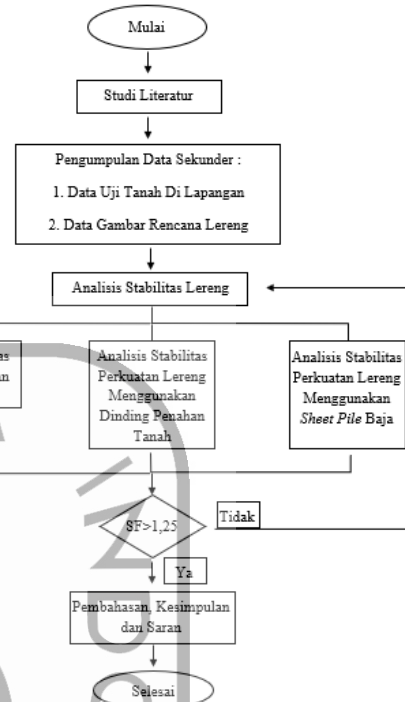 Mulai
Studi Literatur
Pengumpulan Data Sekunder :
1. Data Uji Tanah Di Lapangan
2. Data Gambar Rencana Lereng
Analisis Stabilitas Lereng
as
an
Analisis Stabilitas
Perkuatan Lereng
Menggunakan
Dinding Penahan
Tanah
Analisis Stabilitas
Perkuatan Lereng
Menggunakan
Sheet Pile Baja
SF>1,25
Tidak
Ya
Pembahasan, Kesimpulan
dan Saran
Selesai